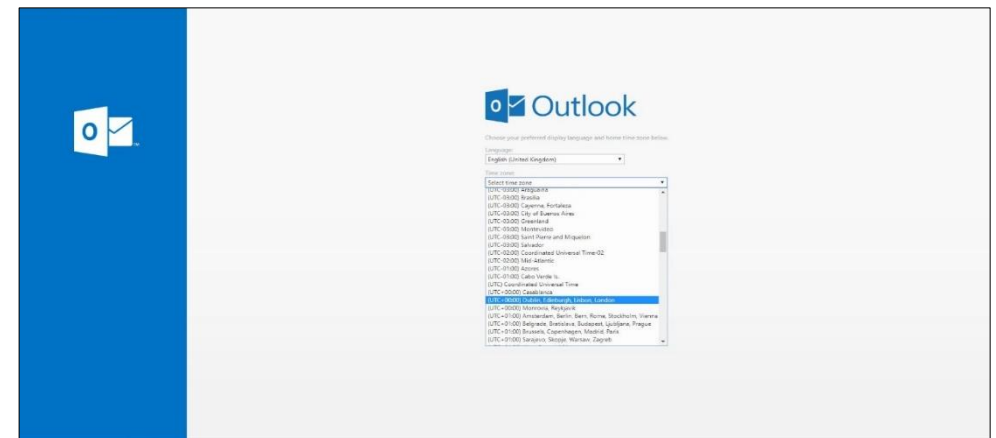 Outlook
Choose your preferred display language and home time zone below.
Language:
English (United Kingdom)
Time zone:
Select time zone
(UTC-03:00) Araguaina
(UTC-03:00) Brasilia
(UTC-03:00) Cayenne, Fortaleza
(UTC-03:00) City of Buenos Aires
(UTC-03:00) Greenland
(UTC-03:00) Montevideo
(UTC-03:00) Saint Pierre and Miquelon
(UTC-03:00) Salvador
(UTC-02:00) Coordinated Universal Time-02
(UTC-02:00) Mid-Atlantic
(UTC-01:00) Azores
(UTC-01:00) Cabo Verde Is.
(UTC) Coordinated Universal Time
(UTC+00:00) Casablanca
(UTC+00:00) Dublin, Edinburgh, Lisbon, London
(UTC+00:00) Monrovia, Reykjavik
(UTC+01:00) Amsterdam, Berlin, Bern, Rome, Stockholm, Vienna
(UTC+01:00) Belgrade, Bratislava, Budapest, Ljubljana, Prague
(UTC+01:00) Brussels, Copenhagen, Madrid, Paris
(UTC+01:00) Sarajevo, Skopje, Warsaw, Zagreb